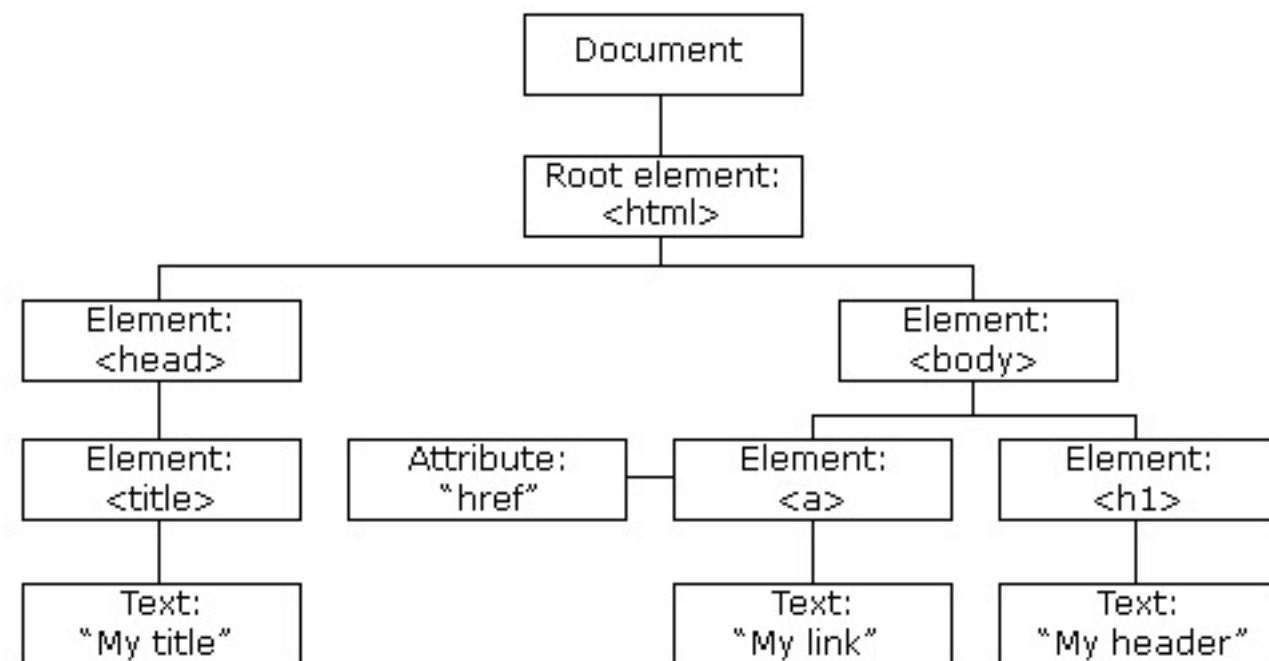 Document
Root element:
<html>
Element:
<head>
Element:
<body>
Element:
<title>
Attribute:
“href”
Element:
<a>
Element:
<h1>
Text:
“My title”
Text:
“My link”
Text:
“My header”